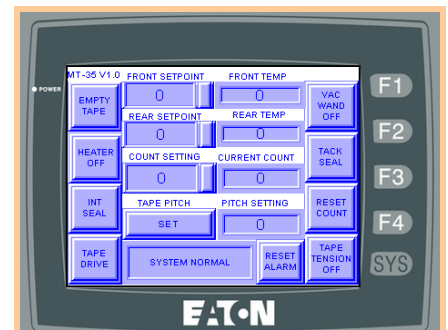 MT-35 V1.0 FRONT SETPOINT FRONT TEMP
POWER
F1
EMPTY TAPE
0
0
VAC WAND OFF
REAR SETPOINT REAR TEMP
F2
0
0
HEATER OFF
COUNT SETTING CURRENT COUNT
TACK SEAL
F3
0
0
INT SEAL
TAPE PITCH PITCH SETTING
RESET COUNT
F4
SET
0
TAPE DRIVE
SYSTEM NORMAL
RESET ALARM
TAPE TENSION OFF
SYS
EATON